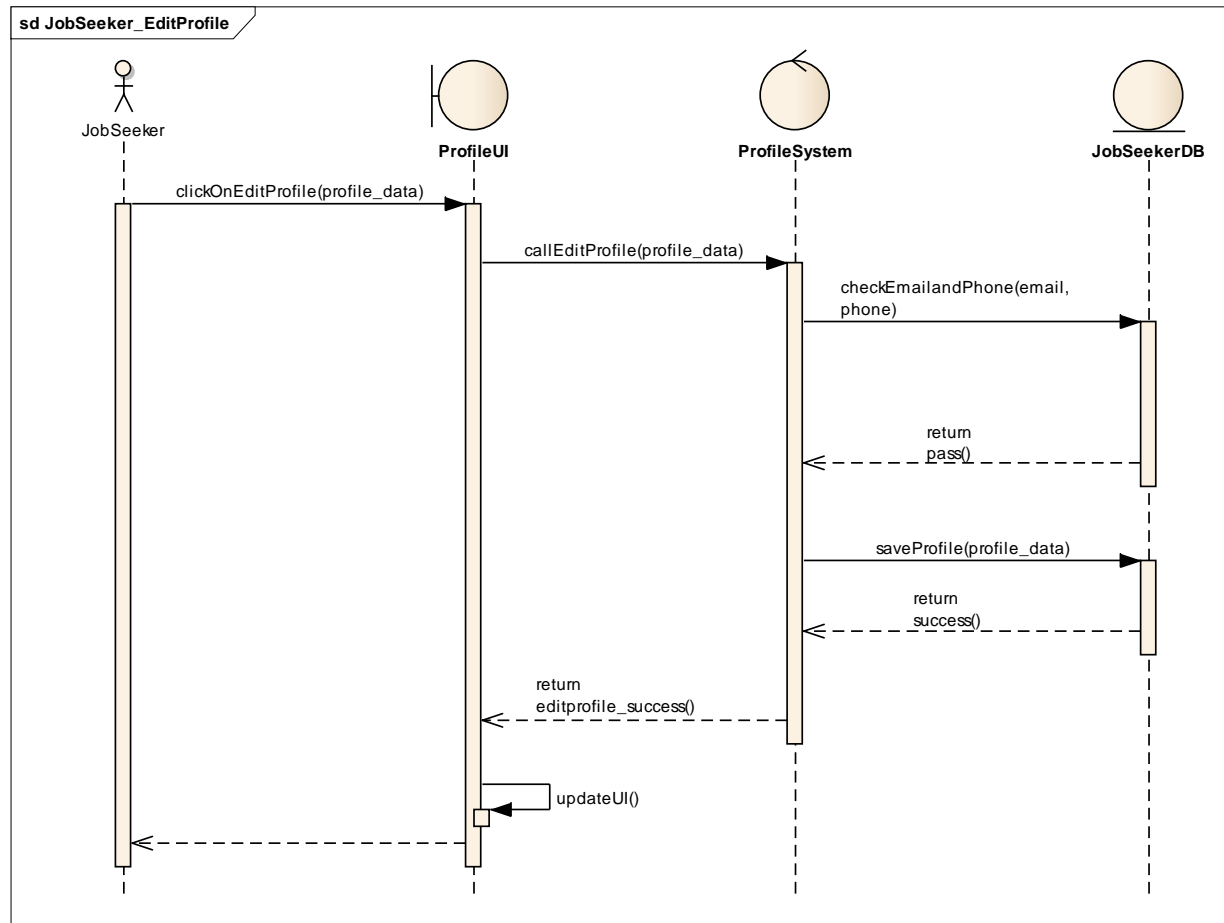 sd JobSeeker_EditProfile
JobSeeker
ProfileUI
ProfileSystem
JobSeekerDB
clickOnEditProfile(profile_data)
callEditProfile(profile_data)
checkEmailandPhone(email,
phone)
return
pass()
saveProfile(profile_data)
return
success()
return
editprofile_success()
updateUI()